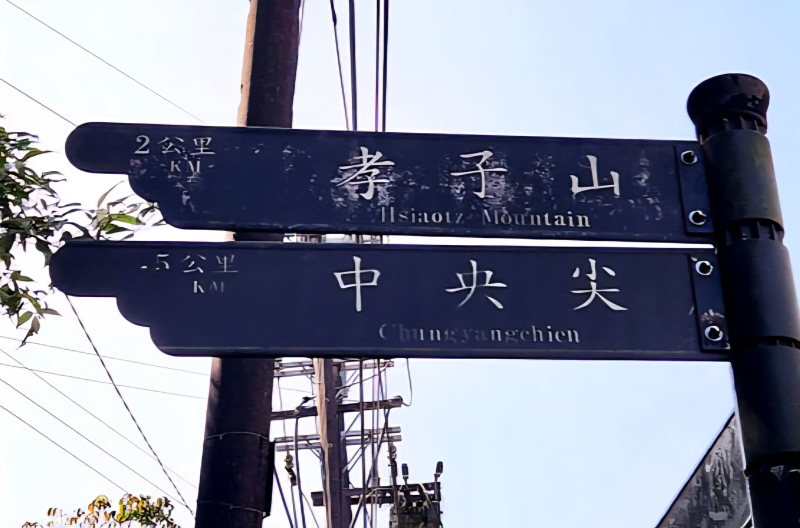 2公里
KM
孝子山
Hsiaotz Mountain
.5公里
KM
中央尖
Chungyangchien